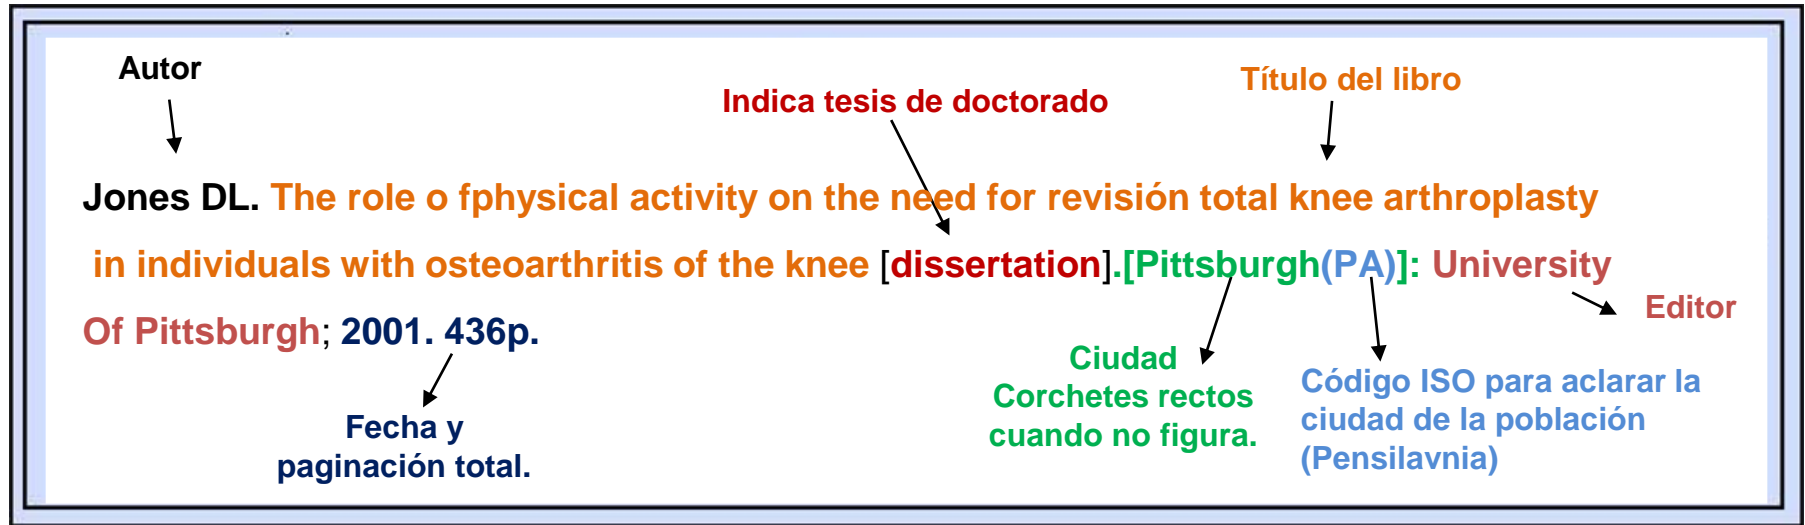 Autor
Título del libro
Indica tesis de doctorado
Jones DL. The role o fphysical activity on the need for revisión total knee arthroplasty
in individuals with osteoarthritis of the knee [dissertation].[Pittsburgh(PA)]: University
Editor
Of Pittsburgh; 2001. 436p.
Ciudad
Corchetes rectos
cuando no figura.
Código ISO para aclarar la
ciudad de la población
(Pensilavnia)
Fecha y
paginación total.